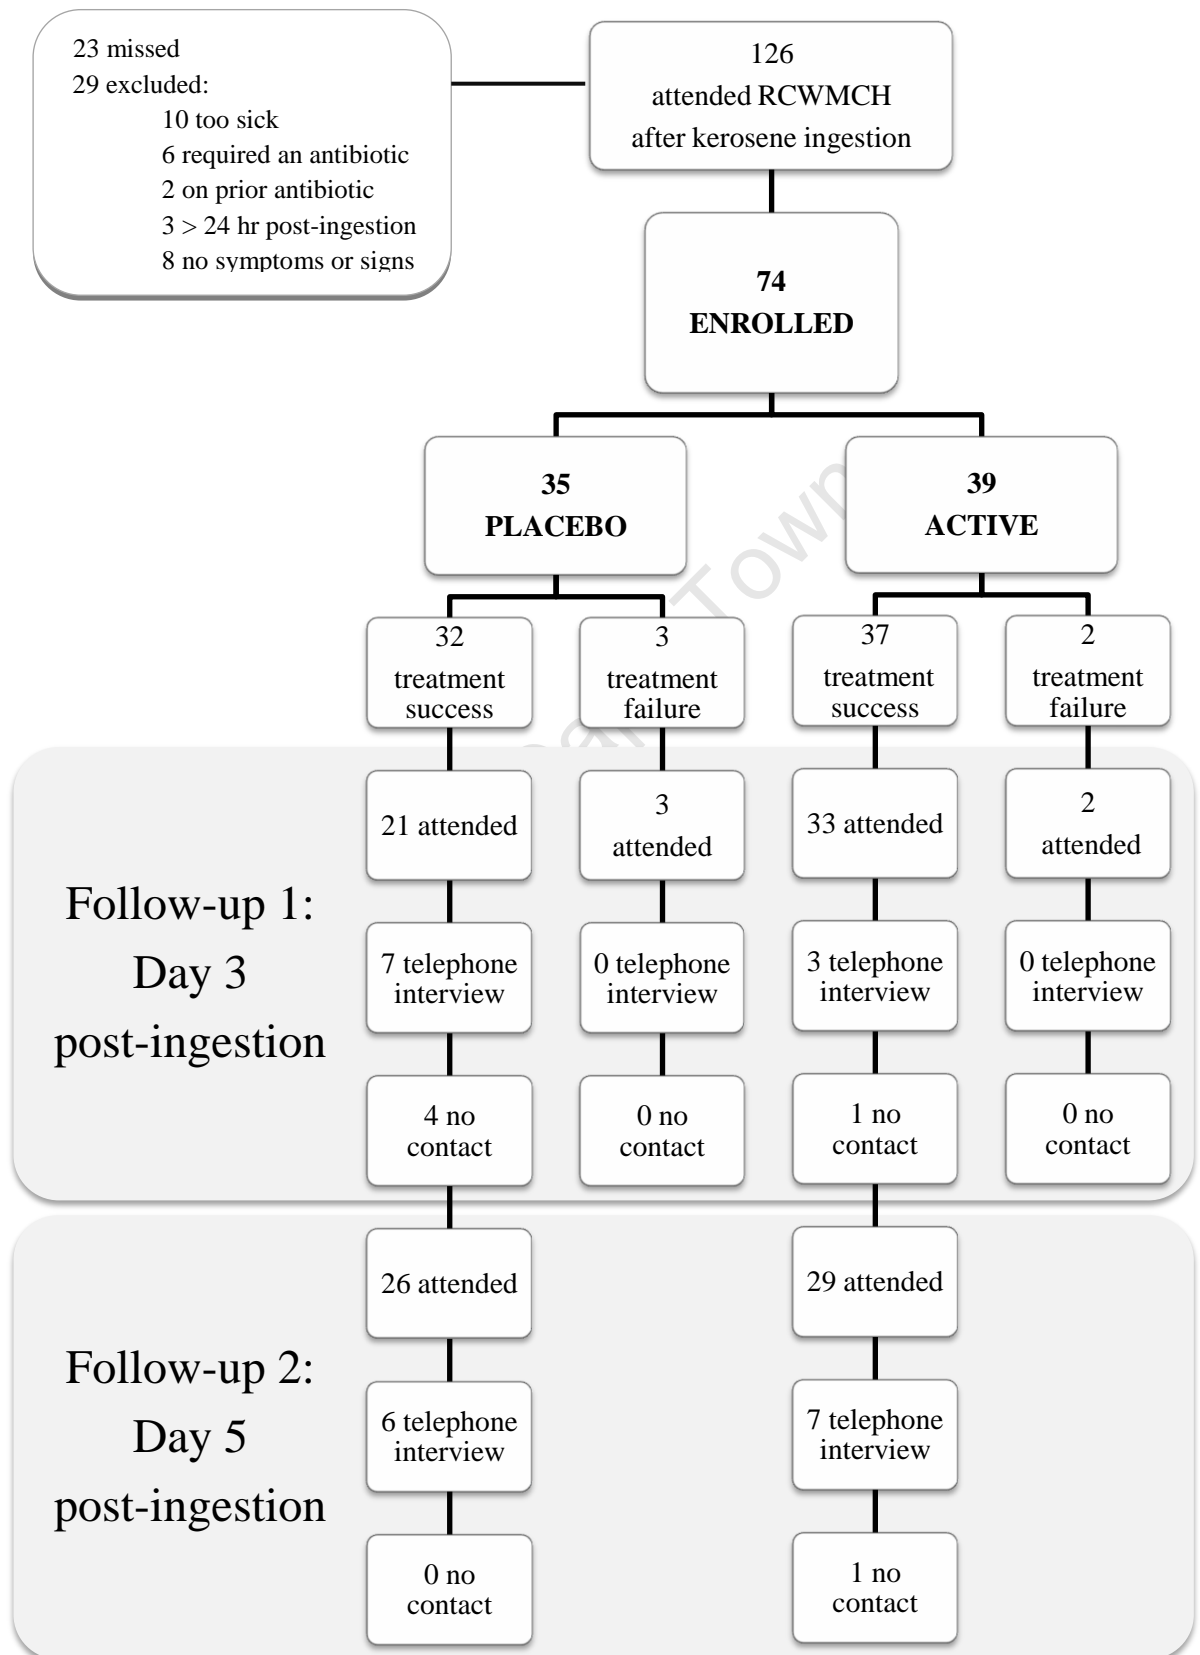 23 missed
29 excluded:
10 too sick
6 required an antibiotic
2 on prior antibiotic
3 > 24 hr post-ingestion
8 no symptoms or signs
126
attended RCWMCH
after kerosene ingestion
74
ENROLLED
35
PLACEBO
39
ACTIVE
32
treatment
success
3
treatment
failure
37
treatment
success
2
treatment
failure
Follow-up 1:
Day 3
post-ingestion
21 attended
3
attended
33 attended
2
attended
7 telephone
interview
0 telephone
interview
3 telephone
interview
0 telephone
interview
4 no
contact
0 no
contact
1 no
contact
0 no
contact
Follow-up 2:
Day 5
post-ingestion
26 attended
29 attended
6 telephone
interview
7 telephone
interview
0 no
contact
1 no
contact
Town